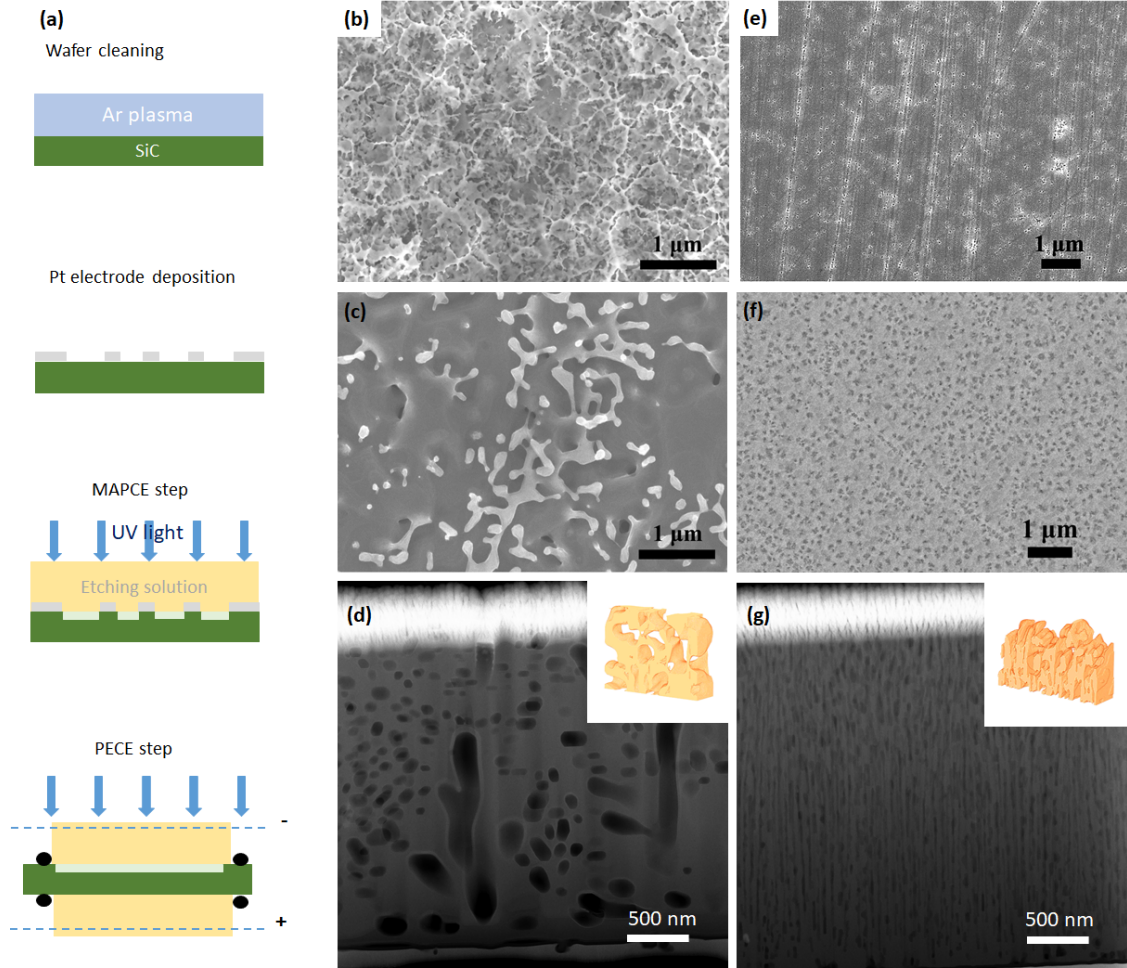 (a)
Wafer cleaning
Ar plasma
SiC
Pt electrode deposition
MAPCE step
UV light
Etching solution
PECE step
-
+
(b)
1 μm
(c)
1 μm
(d)
500 nm
(e)
1 μm
(f)
1 μm
(g)
500 nm